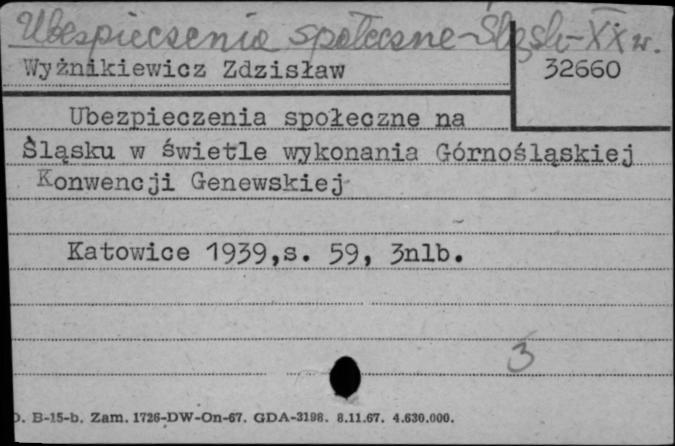 Ubezpieczenia społeczne - Śląsk - XX w.
Wyżnikiewicz Zdzisław 32660
Ubezpieczenia społeczne na
Śląsku w świetle wykonania Górnośląskiej
Konwencji Genewskiej
Katowice 1939,s. 59, 3nlb.
3
D. B-15-b. Zam. 1726-DW-On-67. GDA-3198. 8.11.67. 4.630.000.